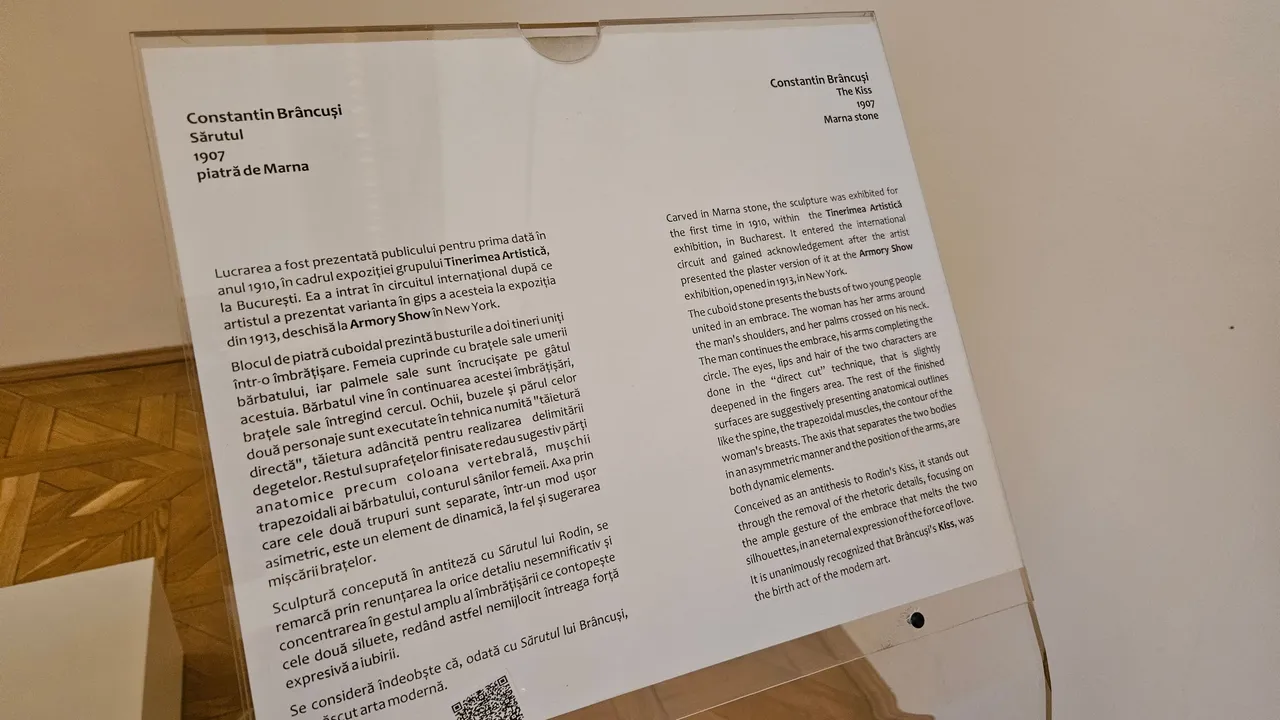 Constantin Brâncuși
Sărutul
1907
piatră de Marna
Lucrarea a fost prezentată publicului pentru prima dată în
anul 1910, în cadrul expoziției grupului Tinerimea Artistică,
la București. Ea a intrat în circuitul internațional după ce
artistul a prezentat varianta în gips a acesteia la expoziția
din 1913, deschisă la Armory Show în New York.
Blocul de piatră cuboidal prezintă busturile a doi tineri uniți
într-o îmbrățișare. Femeia cuprinde cu brațele sale umerii
bărbatului, iar palmele sale sunt încrucișate pe gâtul
acestuia. Bărbatul vine în continuarea acestei îmbrățișări,
brațele sale întregind cercul. Ochii, buzele și părul celor
două personaje sunt executate în tehnica numită "tăietură
directă", tăietura adâncită pentru realizarea delimitării
degetelor. Restul suprafețelor finisate redau sugestiv părți
anatomice precum coloana vertebrală, mușchii
trapezoidali ai bărbatului, conturul sânilor femeii. Axa prin
care cele două trupuri sunt separate, într-un mod ușor
asimetric, este un element de dinamică, la fel și sugerarea
mișcării brațelor.
Sculptură concepută în antiteză cu Sărutul lui Rodin, se
remarcă prin renunțarea la orice detaliu nesemnificativ și
concentrarea în gestul amplu al îmbrățișării ce contopește
cele două siluete, redând astfel nemijlocit întreaga forță
expresivă a iubirii.
Se consideră îndeobște că, odată cu Sărutul lui Brâncuși,
arta modernă.
Constantin Brâncuși
The Kiss
1907
Marna stone
Carved in Marna stone, the sculpture was exhibited for
the first time in 1910, within the Tinerimea Artistică
exhibition, in Bucharest. It entered the international
circuit and gained acknowledgement after the artist
presented the plaster version of it at the Armory Show
exhibition, opened in 1913, in New York.
The cuboid stone presents the busts of two young people
united in an embrace. The woman has her arms around
the man's shoulders, and her palms crossed on his neck.
The man continues the embrace, his arms completing the
circle. The eyes, lips and hair of the two characters are
done in the "direct cut" technique, that is slightly
deepened in the fingers area. The rest of the finished
surfaces are suggestively presenting anatomical outlines
like the spine, the trapezoidal muscles, the contour of the
woman's breasts. The axis that separates the two bodies
in an asymmetric manner and the position of the arms, are
both dynamic elements.
Conceived as an antithesis to Rodin's Kiss, it stands out
through the removal of the rhetoric details, focusing on
the ample gesture of the embrace that melts the two
silhouettes, in an eternal expression of the force of love.
It is unanimously recognized that Brâncuși's Kiss, was
the birth act of the modern art.